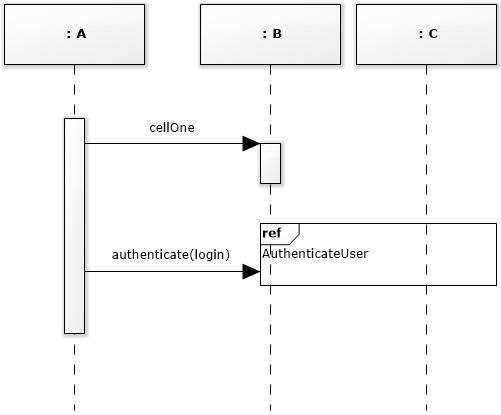 : A
: B
: C
cellOne
ref
AuthenticateUser
authenticate(login)